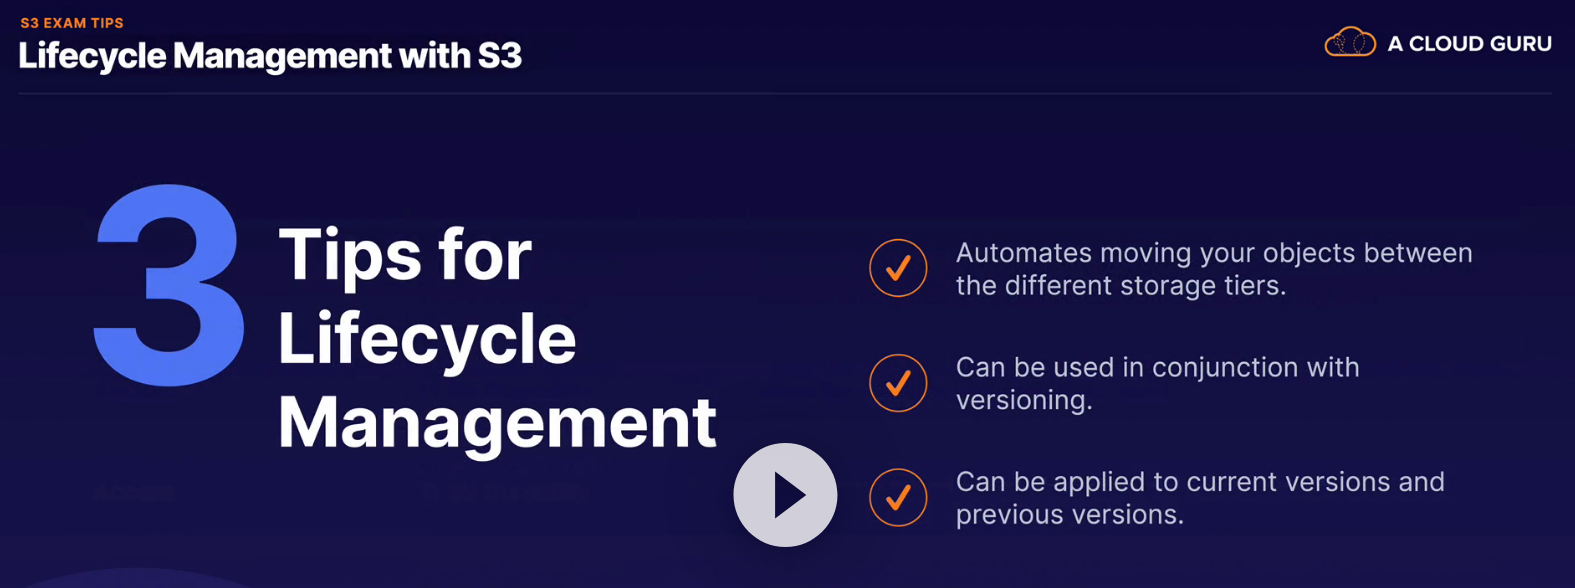 S3 EXAM TIPS
Lifecycle Management with S3
A CLOUD GURU
3
Tips for
Lifecycle
Management
Automates moving your objects between
the different storage tiers.
Can be used in conjunction with
versioning.
Can be applied to current versions and
previous versions.